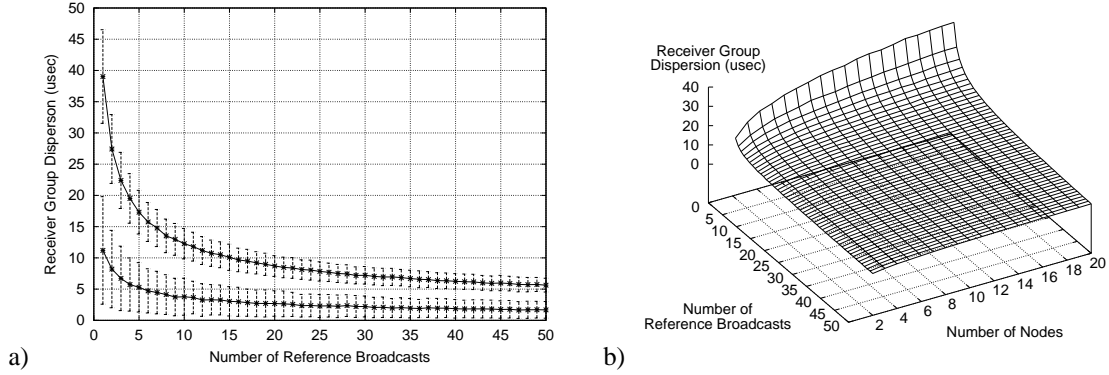 Receiver Group Disperson (usec)
50
45
40
35
30
25
20
15
10
5
0
0 5 10 15 20 25 30 35 40 45 50
Number of Reference Broadcasts
a)
Receiver Group
Dispersion (usec)
40
30
20
10
0
0
5
10
15
20
25
30
35
40
45
50
Number of
Reference Broadcasts
2 4 6 8 10 12 14 16 18 20
Number of Nodes
b)